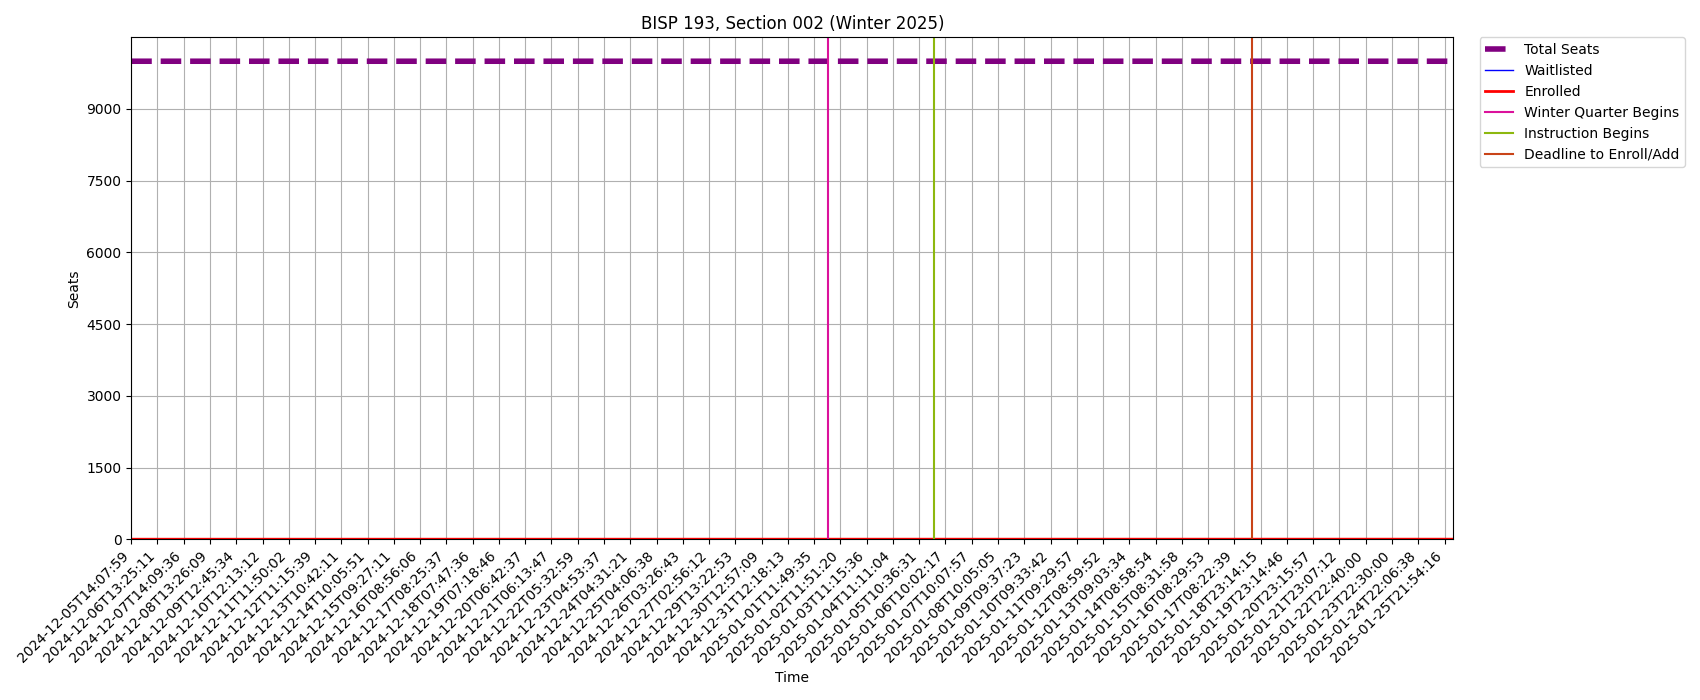 BISP 193, Section 002 (Winter 2025)
Total Seats
Waitlisted
Enrolled
Winter Quarter Begins
Instruction Begins
Deadline to Enroll/Add
Seats
9000
7500
6000
4500
3000
1500
0
2024-12-05T14:07:59
2024-12-06T13:25:11
2024-12-07T14:09:36
2024-12-08T13:26:09
2024-12-09T12:45:34
2024-12-10T12:13:12
2024-12-11T11:50:02
2024-12-12T11:15:39
2024-12-13T10:42:11
2024-12-14T10:05:51
2024-12-15T09:27:11
2024-12-16T08:56:06
2024-12-17T08:25:37
2024-12-18T07:47:36
2024-12-19T07:18:46
2024-12-20T06:42:37
2024-12-21T06:13:47
2024-12-22T05:32:59
2024-12-23T04:53:37
2024-12-24T04:31:21
2024-12-25T04:06:38
2024-12-26T03:26:43
2024-12-27T02:56:12
2024-12-29T13:22:53
2024-12-30T12:57:09
2024-12-31T12:18:13
2025-01-01T11:49:35
2025-01-02T11:51:20
2025-01-03T11:15:36
2025-01-04T11:11:04
2025-01-05T10:36:31
2025-01-06T10:02:17
2025-01-07T10:07:57
2025-01-08T10:05:05
2025-01-09T09:37:23
2025-01-10T09:33:42
2025-01-11T09:29:57
2025-01-12T08:59:52
2025-01-13T09:03:34
2025-01-14T08:58:54
2025-01-15T08:31:58
2025-01-16T08:29:53
2025-01-17T08:22:39
2025-01-18T23:14:15
2025-01-19T23:14:46
2025-01-20T23:15:57
2025-01-21T23:07:12
2025-01-22T22:40:00
2025-01-23T22:30:00
2025-01-24T22:06:38
2025-01-25T21:54:16
Time